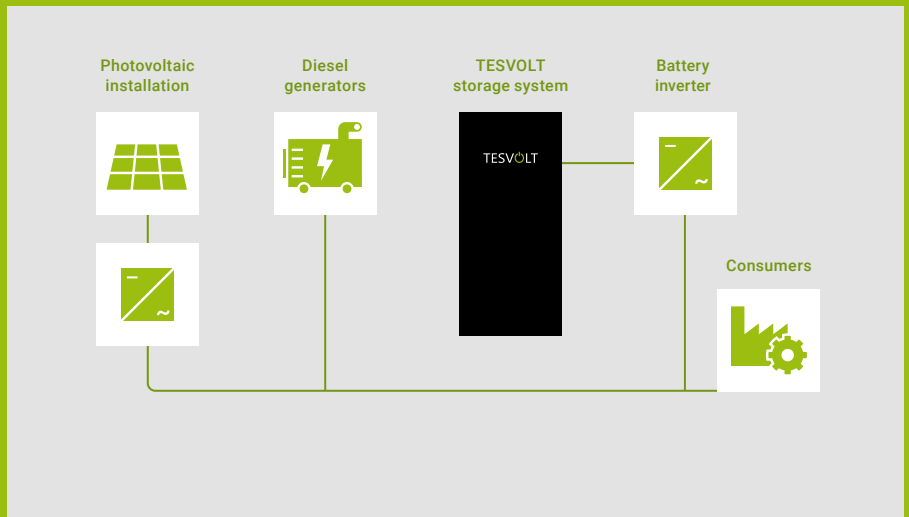 Photovoltaic
installation
Diesel
generators
TESVOLT
storage system
Battery
inverter
TESVOLT
Consumers